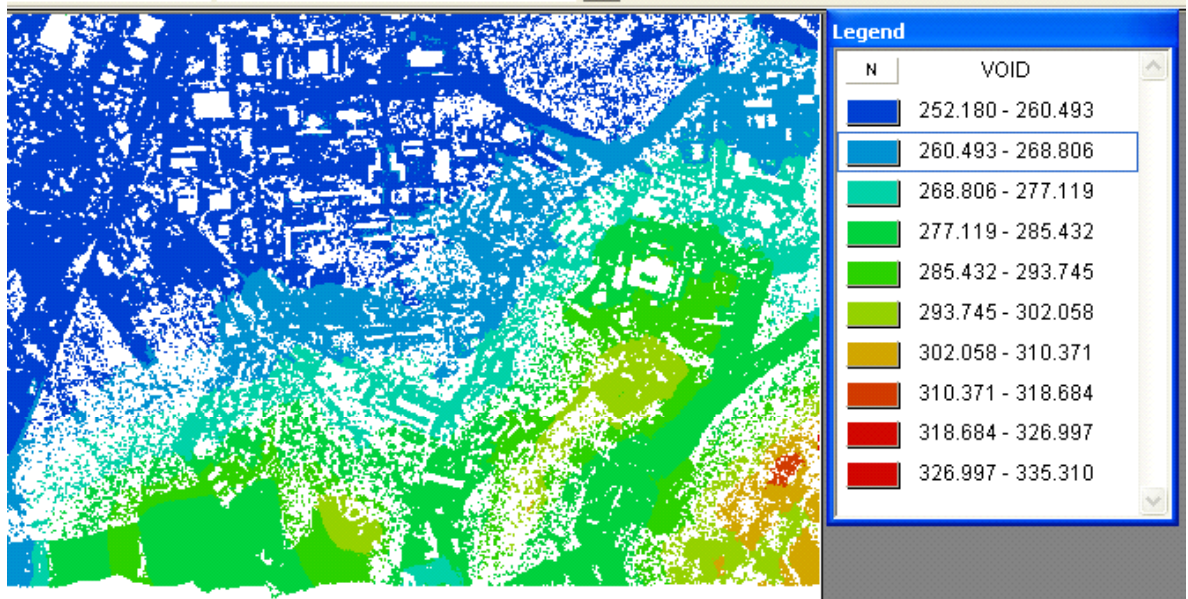 Legend
N VOID
252.180 - 260.493
260.493 - 268.806
268.806 - 277.119
277.119 - 285.432
285.432 - 293.745
293.745 - 302.058
302.058 - 310.371
310.371 - 318.684
318.684 - 326.997
326.997 - 335.310